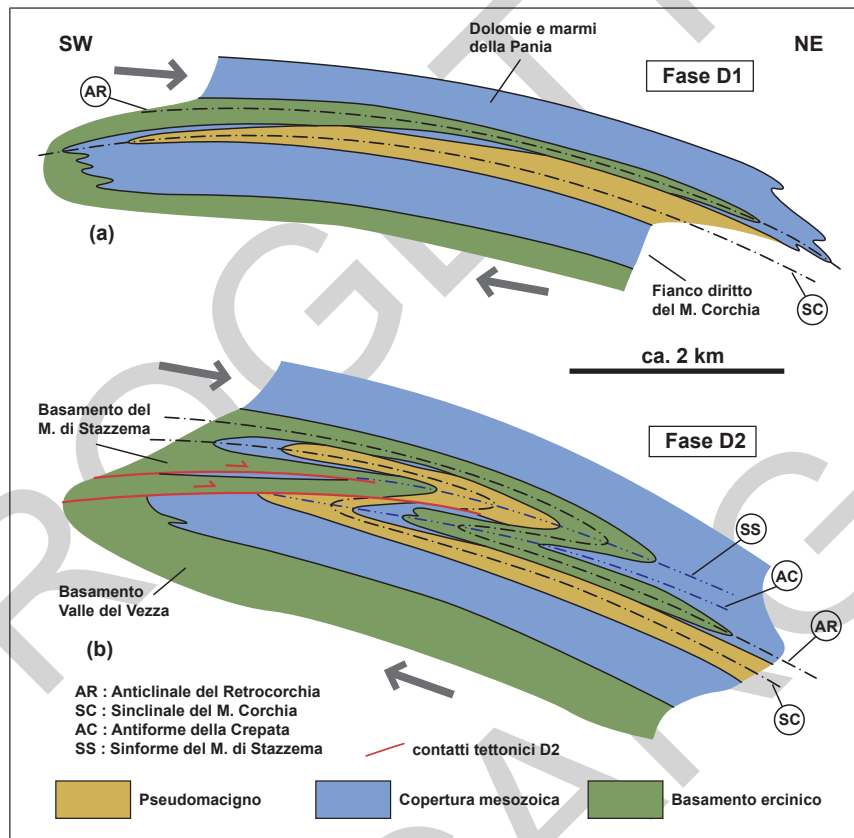 SW
NE
Dolomie e marmi
della Pania
Fase D1
AR
(a)
Fianco diritto
del M. Corchia
SC
ca. 2 km
Basamento del
M. di Stazzema
Fase D2
SS
AC
AR
SC
Basamento
Valle del Vezza
(b)
AR : Anticlinale del Retrocorchia
SC : Sinclinale del M. Corchia
AC : Antiforme della Crepata
SS : Sinforme del M. di Stazzema
contatti tettonici D2
Pseudomacigno
Copertura mesozoica
Basamento ercinico